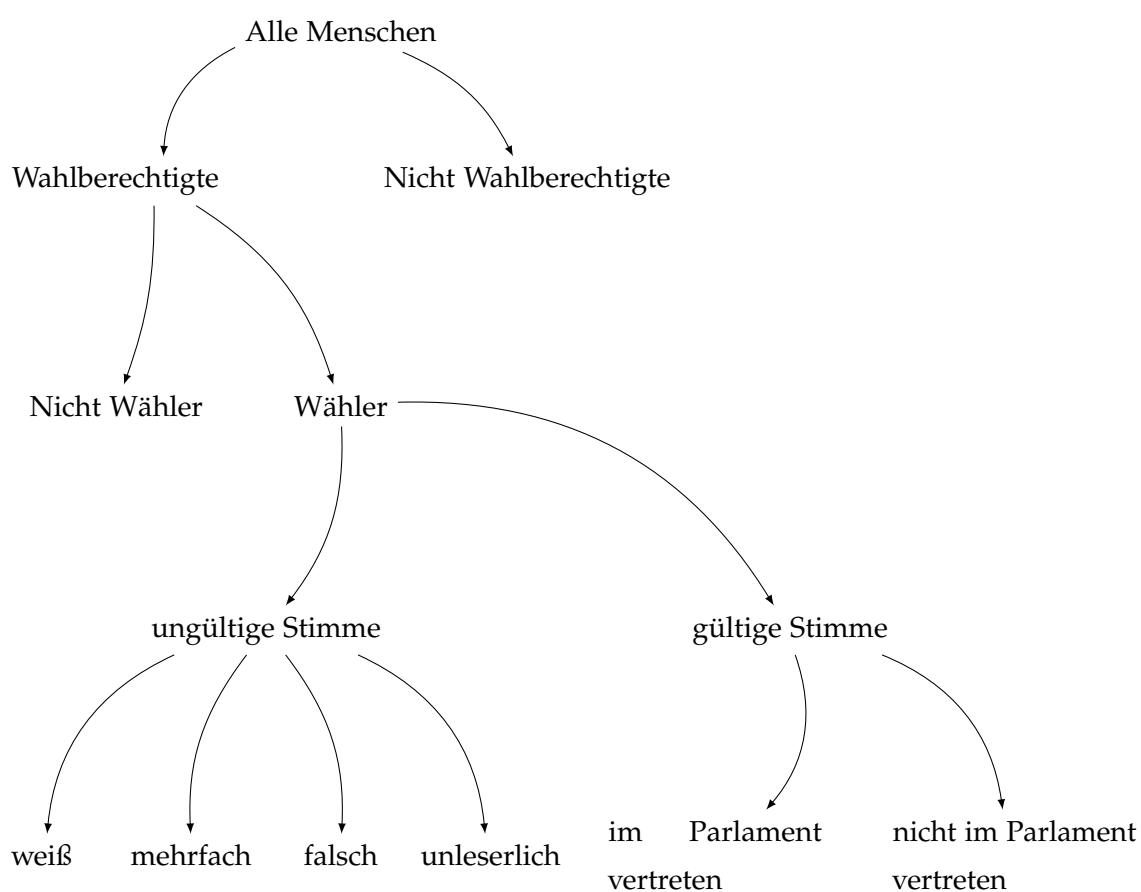 Alle Menschen
Wahlberechtigte
Nicht Wahlberechtigte
Nicht Wähler
Wähler
ungültige Stimme
gültige Stimme
weiß
mehrfach
falsch
unleserlich
im Parlament
vertreten
nicht im Parlament
vertreten